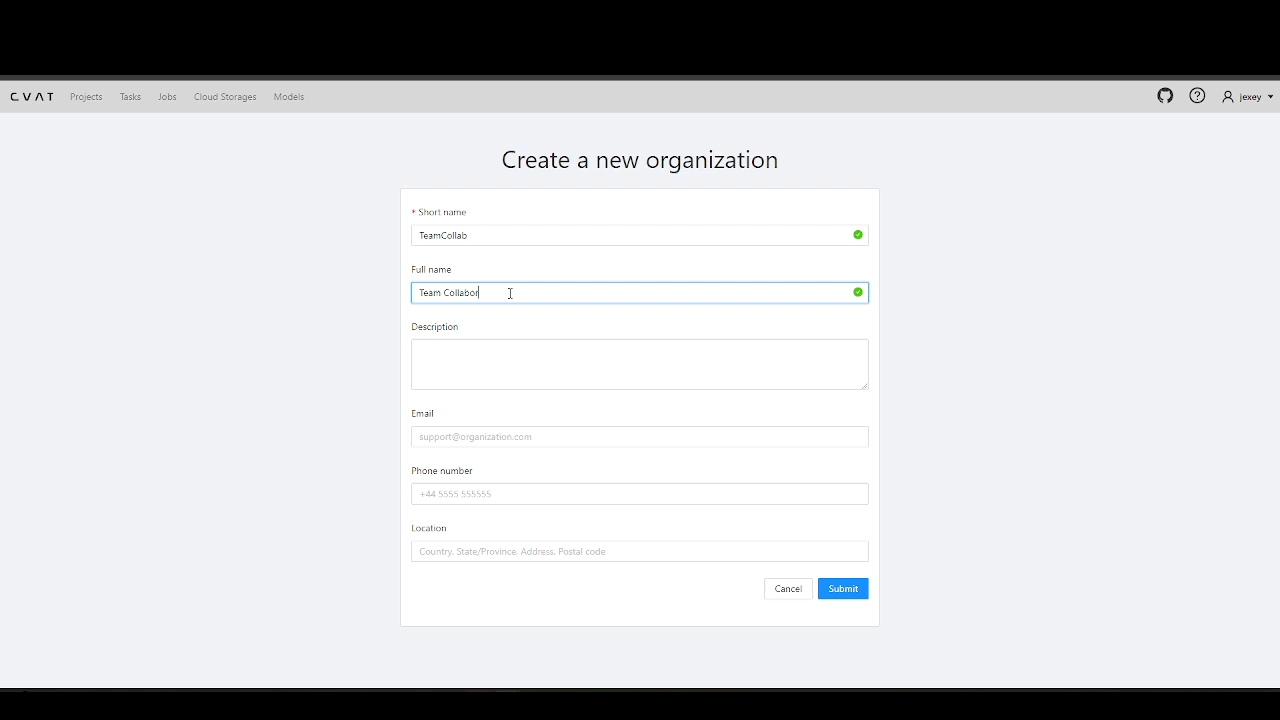 CVAT Projects Tasks Jobs Cloud Storages Models jexey
Create a new organization
* Short name
TeamCollab
Full name
Team Collabor
Description
Email
support@organization.com
Phone number
+44 5555 555555
Location
Country, State/Province, Address, Postal code
Cancel Submit